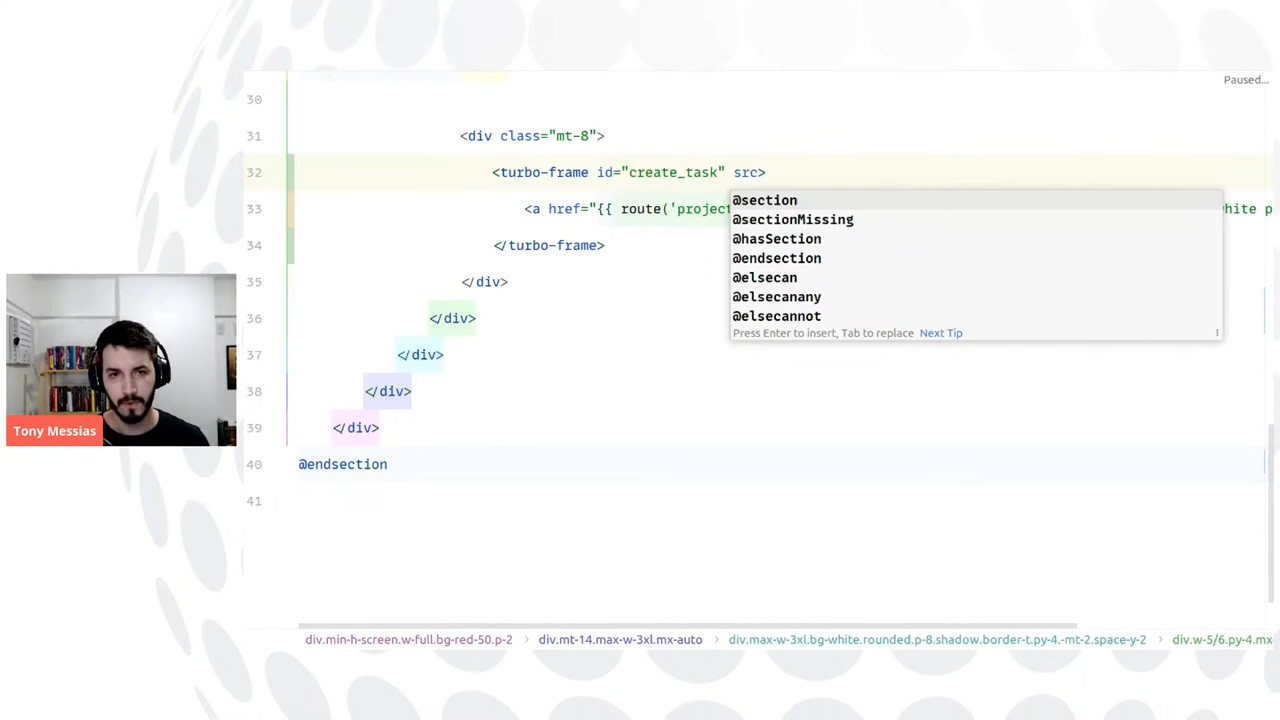 Paused...
30
31 <div class="mt-8">
32 <turbo-frame id="create_task" src>
33 <a href="{{ route('project hite p
34 </turbo-frame>
35 </div>
36 </div>
37 </div>
38 </div>
39 </div>
40 @endsection
41
@section
@sectionMissing
@hasSection
@endsection
@elsecan
@elsecanany
@elsecannot
Press Enter to insert, Tab to replace Next Tip
Tony Messias
div.min-h-screen.w-full.bg-red-50.p-2 › div.mt-14.max-w-3xl.mx-auto › div.max-w-3xl.bg-white.rounded.p-8.shadow.border-t.py-4.-mt-2.space-y-2 › div.w-5/6.py-4.mx